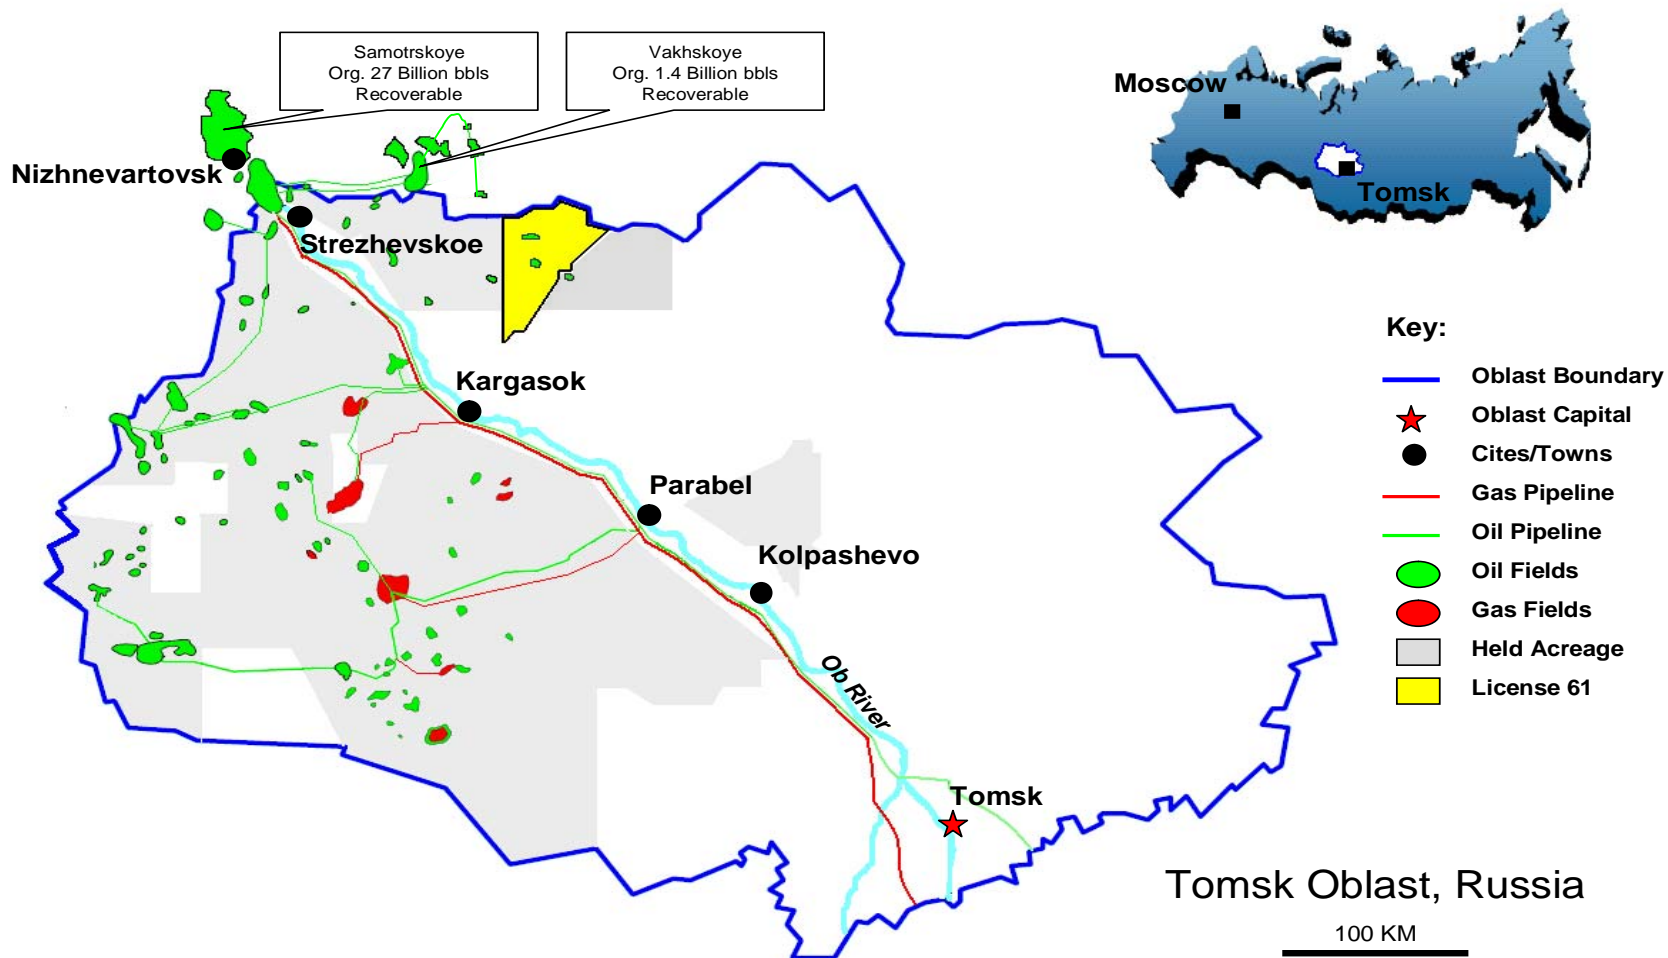 Samotrskoye
Org. 27 Billion bbls
Recoverable
Vakhskoye
Org. 1.4 Billion bbls
Recoverable
Moscow
Tomsk
Nizhnevartovsk
Strezhevskoe
Kargasok
Parabel
Kolpashevo
Ob River
Tomsk
Key:
Oblast Boundary
Oblast Capital
Cites/Towns
Gas Pipeline
Oil Pipeline
Oil Fields
Gas Fields
Held Acreage
License 61
Tomsk Oblast, Russia
100 KM